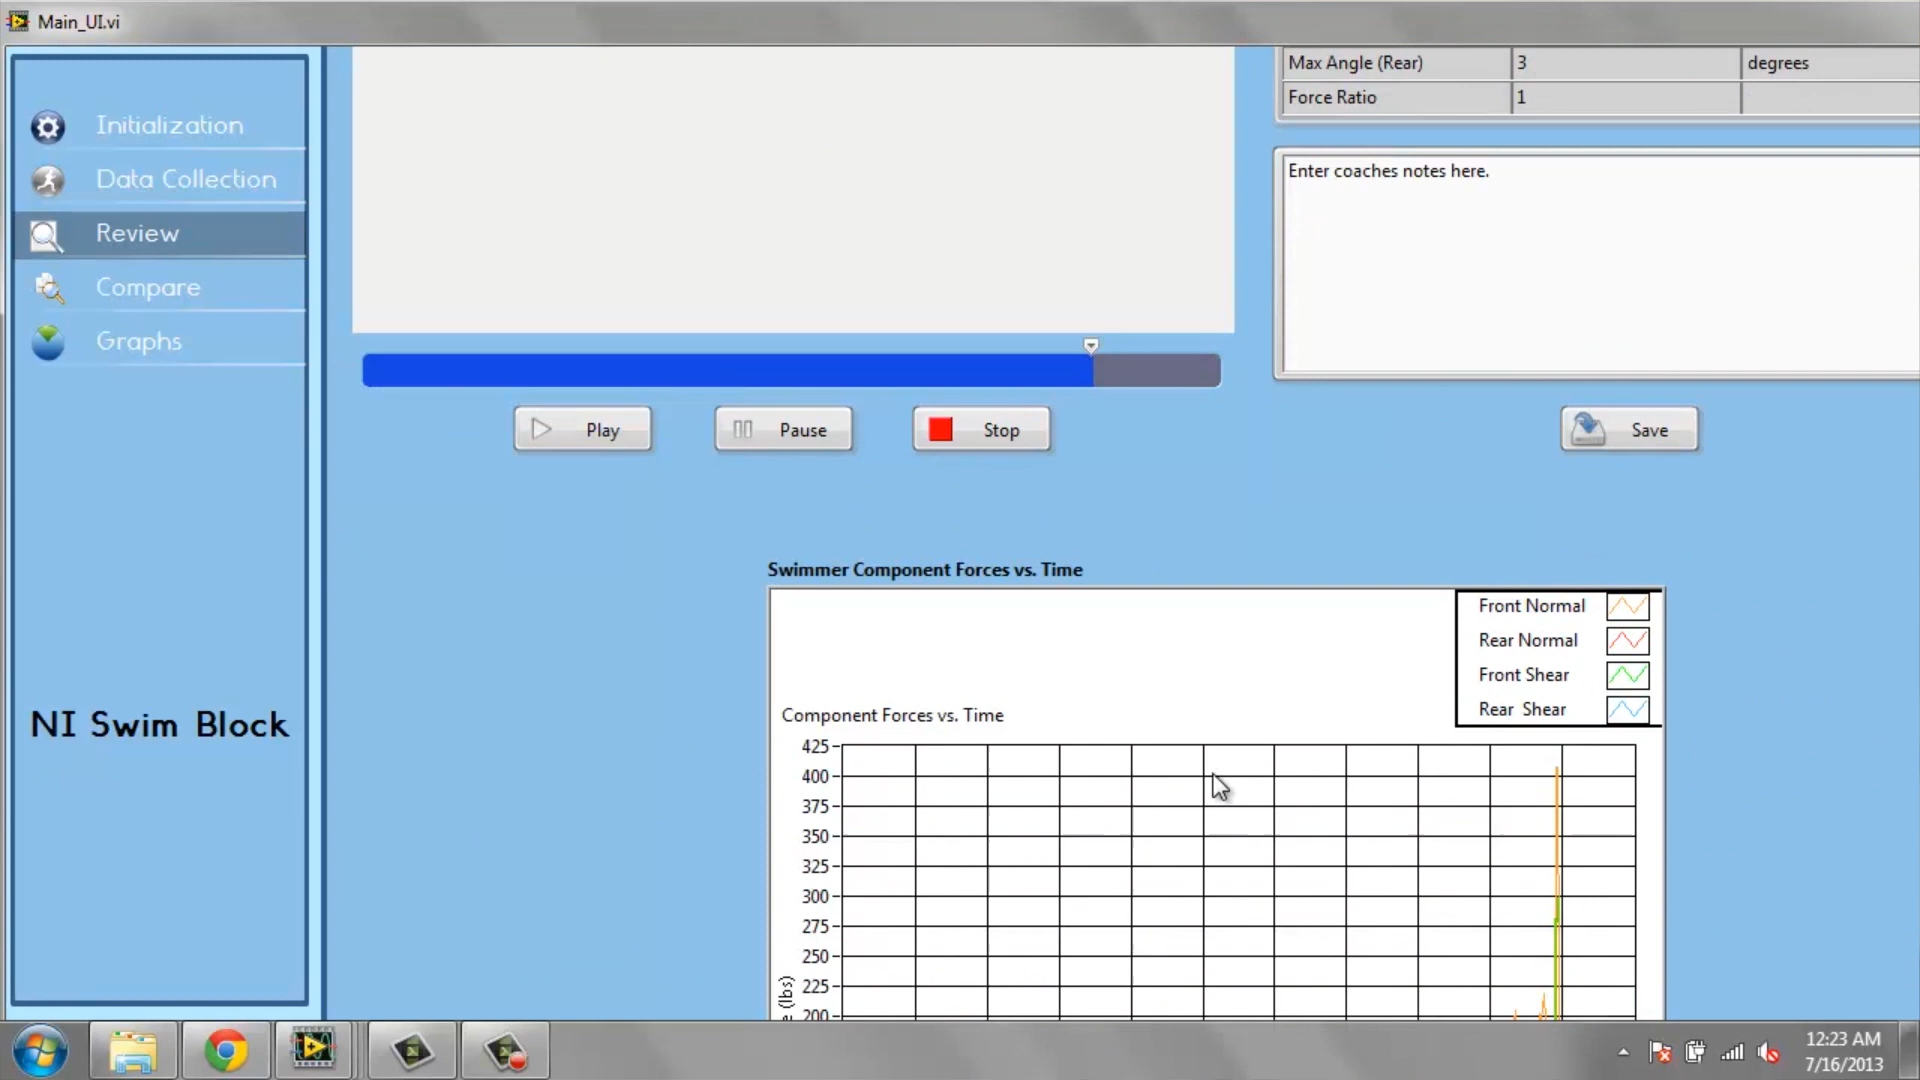 Main_UI.vi
Initialization
Data Collection
Review
Compare
Graphs
NI Swim Block
Max Angle (Rear) 3 degrees
Force Ratio 1
Enter coaches notes here.
Play Pause Stop Save
Swimmer Component Forces vs. Time
Front Normal
Rear Normal
Front Shear
Rear Shear
Component Forces vs. Time
425
400
375
350
325
300
275
250
225
200
e (lbs)
12:23 AM
7/16/2013